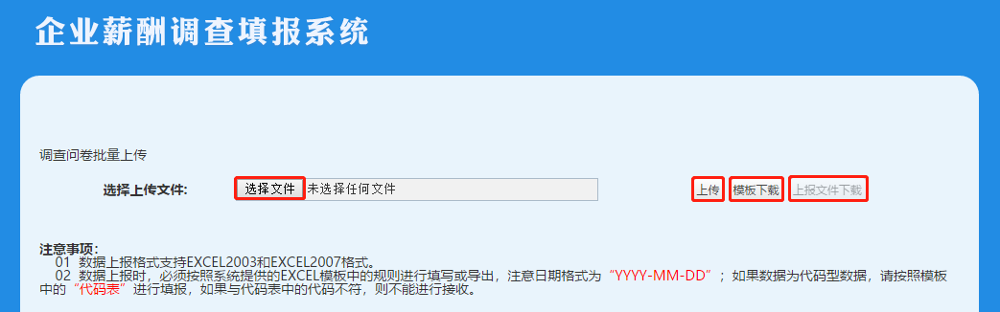 企业薪酬调查填报系统
调查问卷批量上传
选择上传文件: 选择文件 未选择任何文件 上传 模板下载 上报文件下载
注意事项：
01 数据上报格式支持EXCEL2003和EXCEL2007格式。
02 数据上报时，必须按照系统提供的EXCEL模板中的规则进行填写或导出，注意日期格式为“YYYY-MM-DD”；如果数据为代码型数据，请按照模板
中的“代码表”进行填报，如果与代码表中的代码不符，则不能进行接收。